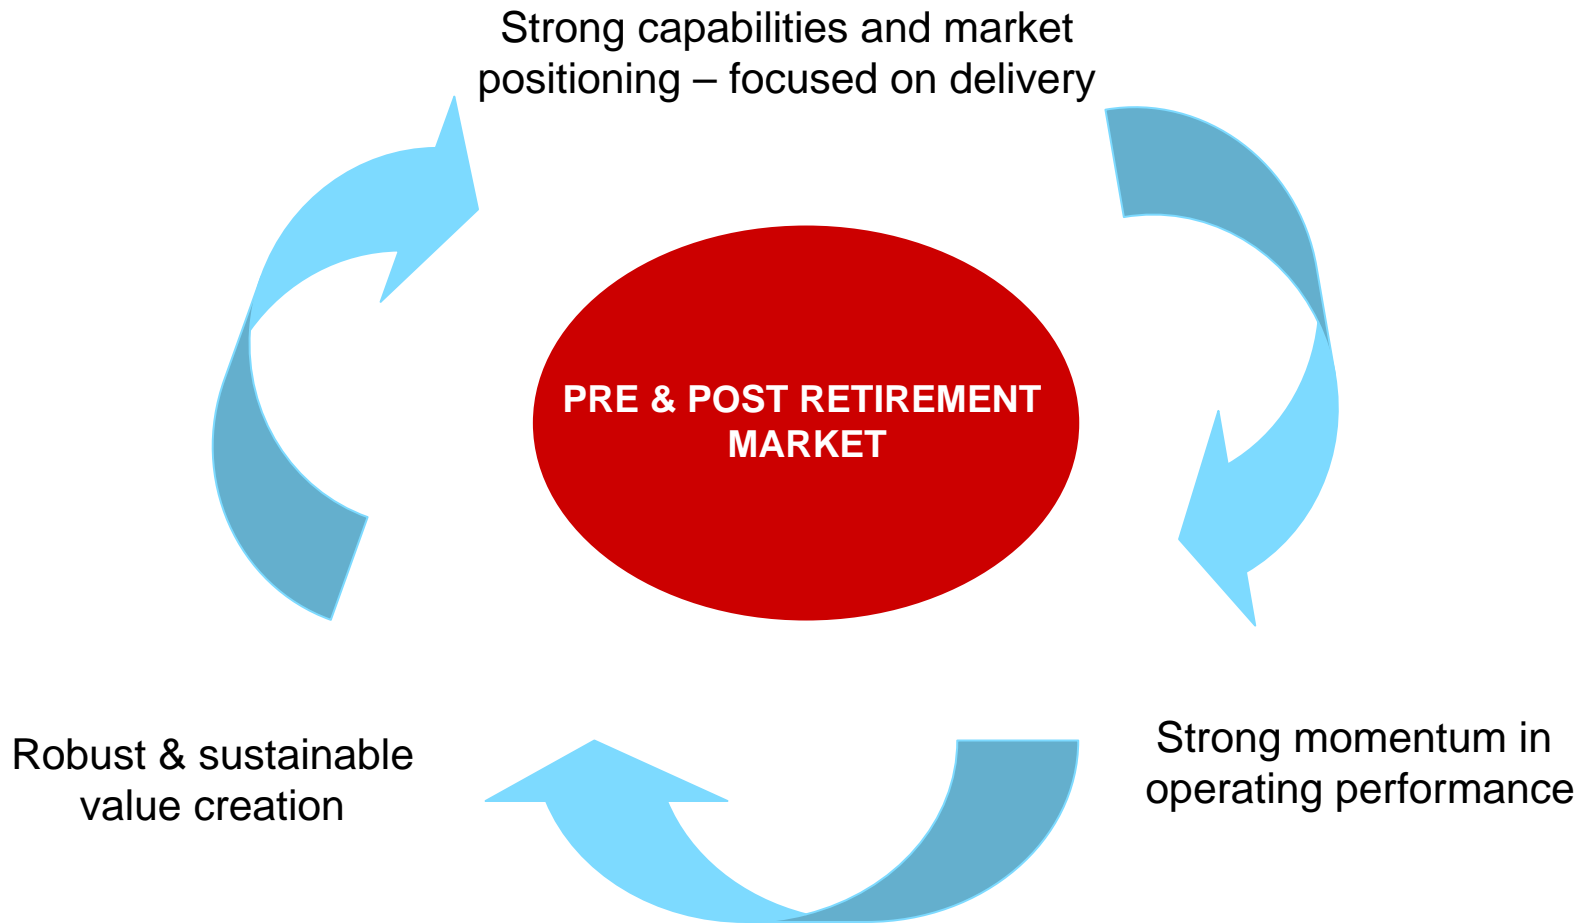 Strong capabilities and market
positioning – focused on delivery
PRE & POST RETIREMENT
MARKET
Strong momentum in
operating performance
Robust & sustainable
value creation